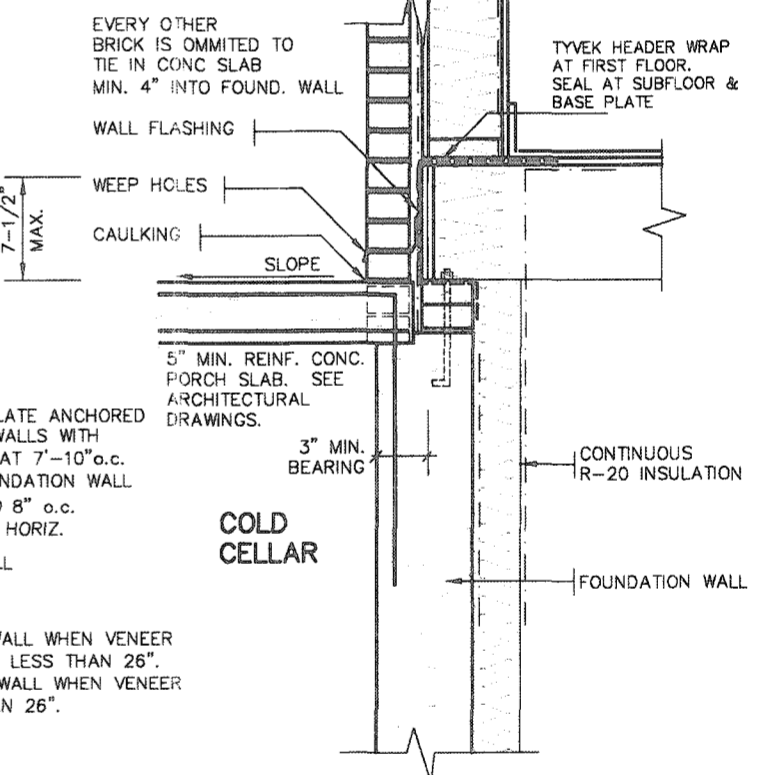 EVERY OTHER
BRICK IS OMMITED TO
TIE IN CONC SLAB
MIN. 4" INTO FOUND. WALL
TYVEK HEADER WRAP
AT FIRST FLOOR.
SEAL AT SUBFLOOR &
BASE PLATE
WALL FLASHING
WEEP HOLES
CAULKING
7-1/2"
MAX.
SLOPE
5" MIN. REINF. CONC.
PORCH SLAB. SEE
ARCHITECTURAL
DRAWINGS.
LATE ANCHORED
WALLS WITH
AT 7'-10"o.c.
NDATION WALL
8" o.c.
HORIZ.
LL
3" MIN.
BEARING
CONTINUOUS
R-20 INSULATION
COLD
CELLAR
FOUNDATION WALL
WALL WHEN VENEER
LESS THAN 26".
WALL WHEN VENEER
AN 26".